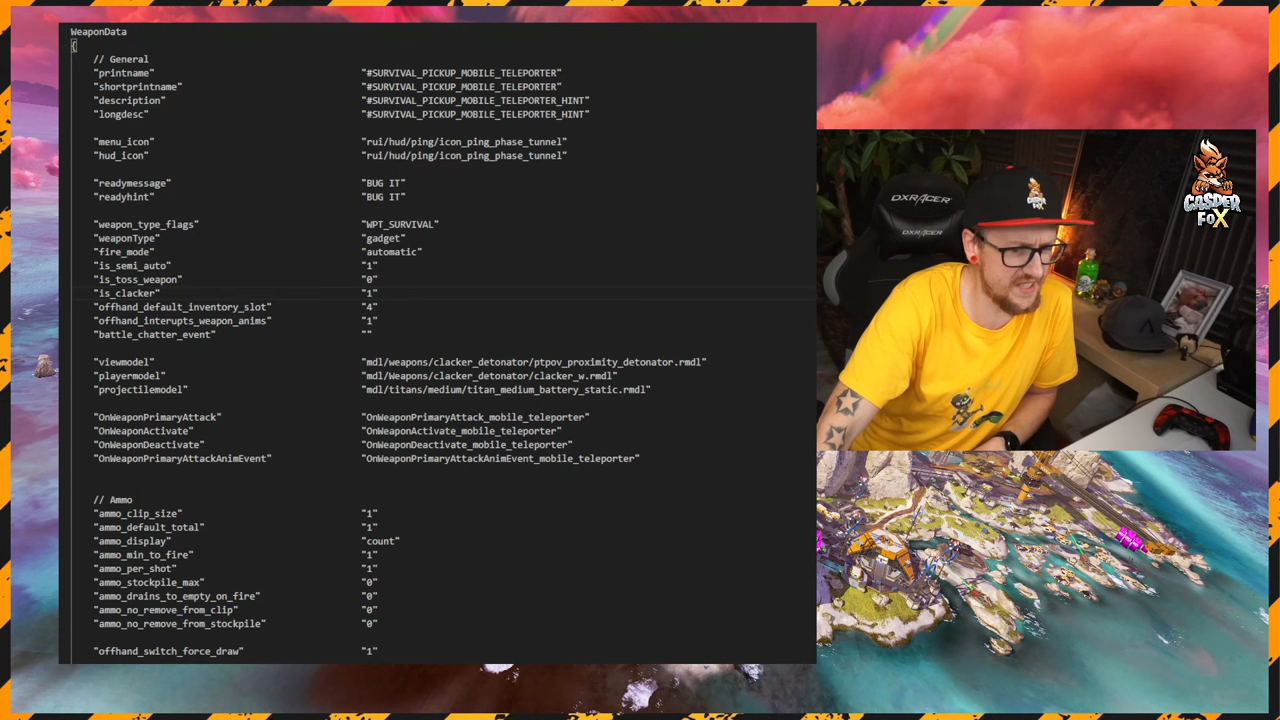 WeaponData
{
// General
"printname" "#SURVIVAL_PICKUP_MOBILE_TELEPORTER"
"shortprintname" "#SURVIVAL_PICKUP_MOBILE_TELEPORTER"
"description" "#SURVIVAL_PICKUP_MOBILE_TELEPORTER_HINT"
"longdesc" "#SURVIVAL_PICKUP_MOBILE_TELEPORTER_HINT"
"menu_icon" "rui/hud/ping/icon_ping_phase_tunnel"
"hud_icon" "rui/hud/ping/icon_ping_phase_tunnel"
"readymessage" "BUG IT"
"readyhint" "BUG IT"
"weapon_type_flags" "WPT_SURVIVAL"
"weaponType" "gadget"
"fire_mode" "automatic"
"is_semi_auto" "1"
"is_toss_weapon" "0"
"is_clacker" "1"
"offhand_default_inventory_slot" "4"
"offhand_interupts_weapon_anims" "1"
"battle_chatter_event" ""
"viewmodel" "mdl/weapons/clacker_detonator/ptpov_proximity_detonator.rmdl"
"playermodel" "mdl/Weapons/clacker_detonator/clacker_w.rmdl"
"projectilemodel" "mdl/titans/medium/titan_medium_battery_static.rmdl"
"OnWeaponPrimaryAttack" "OnWeaponPrimaryAttack_mobile_teleporter"
"OnWeaponActivate" "OnWeaponActivate_mobile_teleporter"
"OnWeaponDeactivate" "OnWeaponDeactivate_mobile_teleporter"
"OnWeaponPrimaryAttackAnimEvent" "OnWeaponPrimaryAttackAnimEvent_mobile_teleporter"
// Ammo
"ammo_clip_size" "1"
"ammo_default_total" "1"
"ammo_display" "count"
"ammo_min_to_fire" "1"
"ammo_per_shot" "1"
"ammo_stockpile_max" "0"
"ammo_drains_to_empty_on_fire" "0"
"ammo_no_remove_from_clip" "0"
"ammo_no_remove_from_stockpile" "0"
"offhand_switch_force_draw" "1"
DXRACER
DXRACER
CASPER
FOX